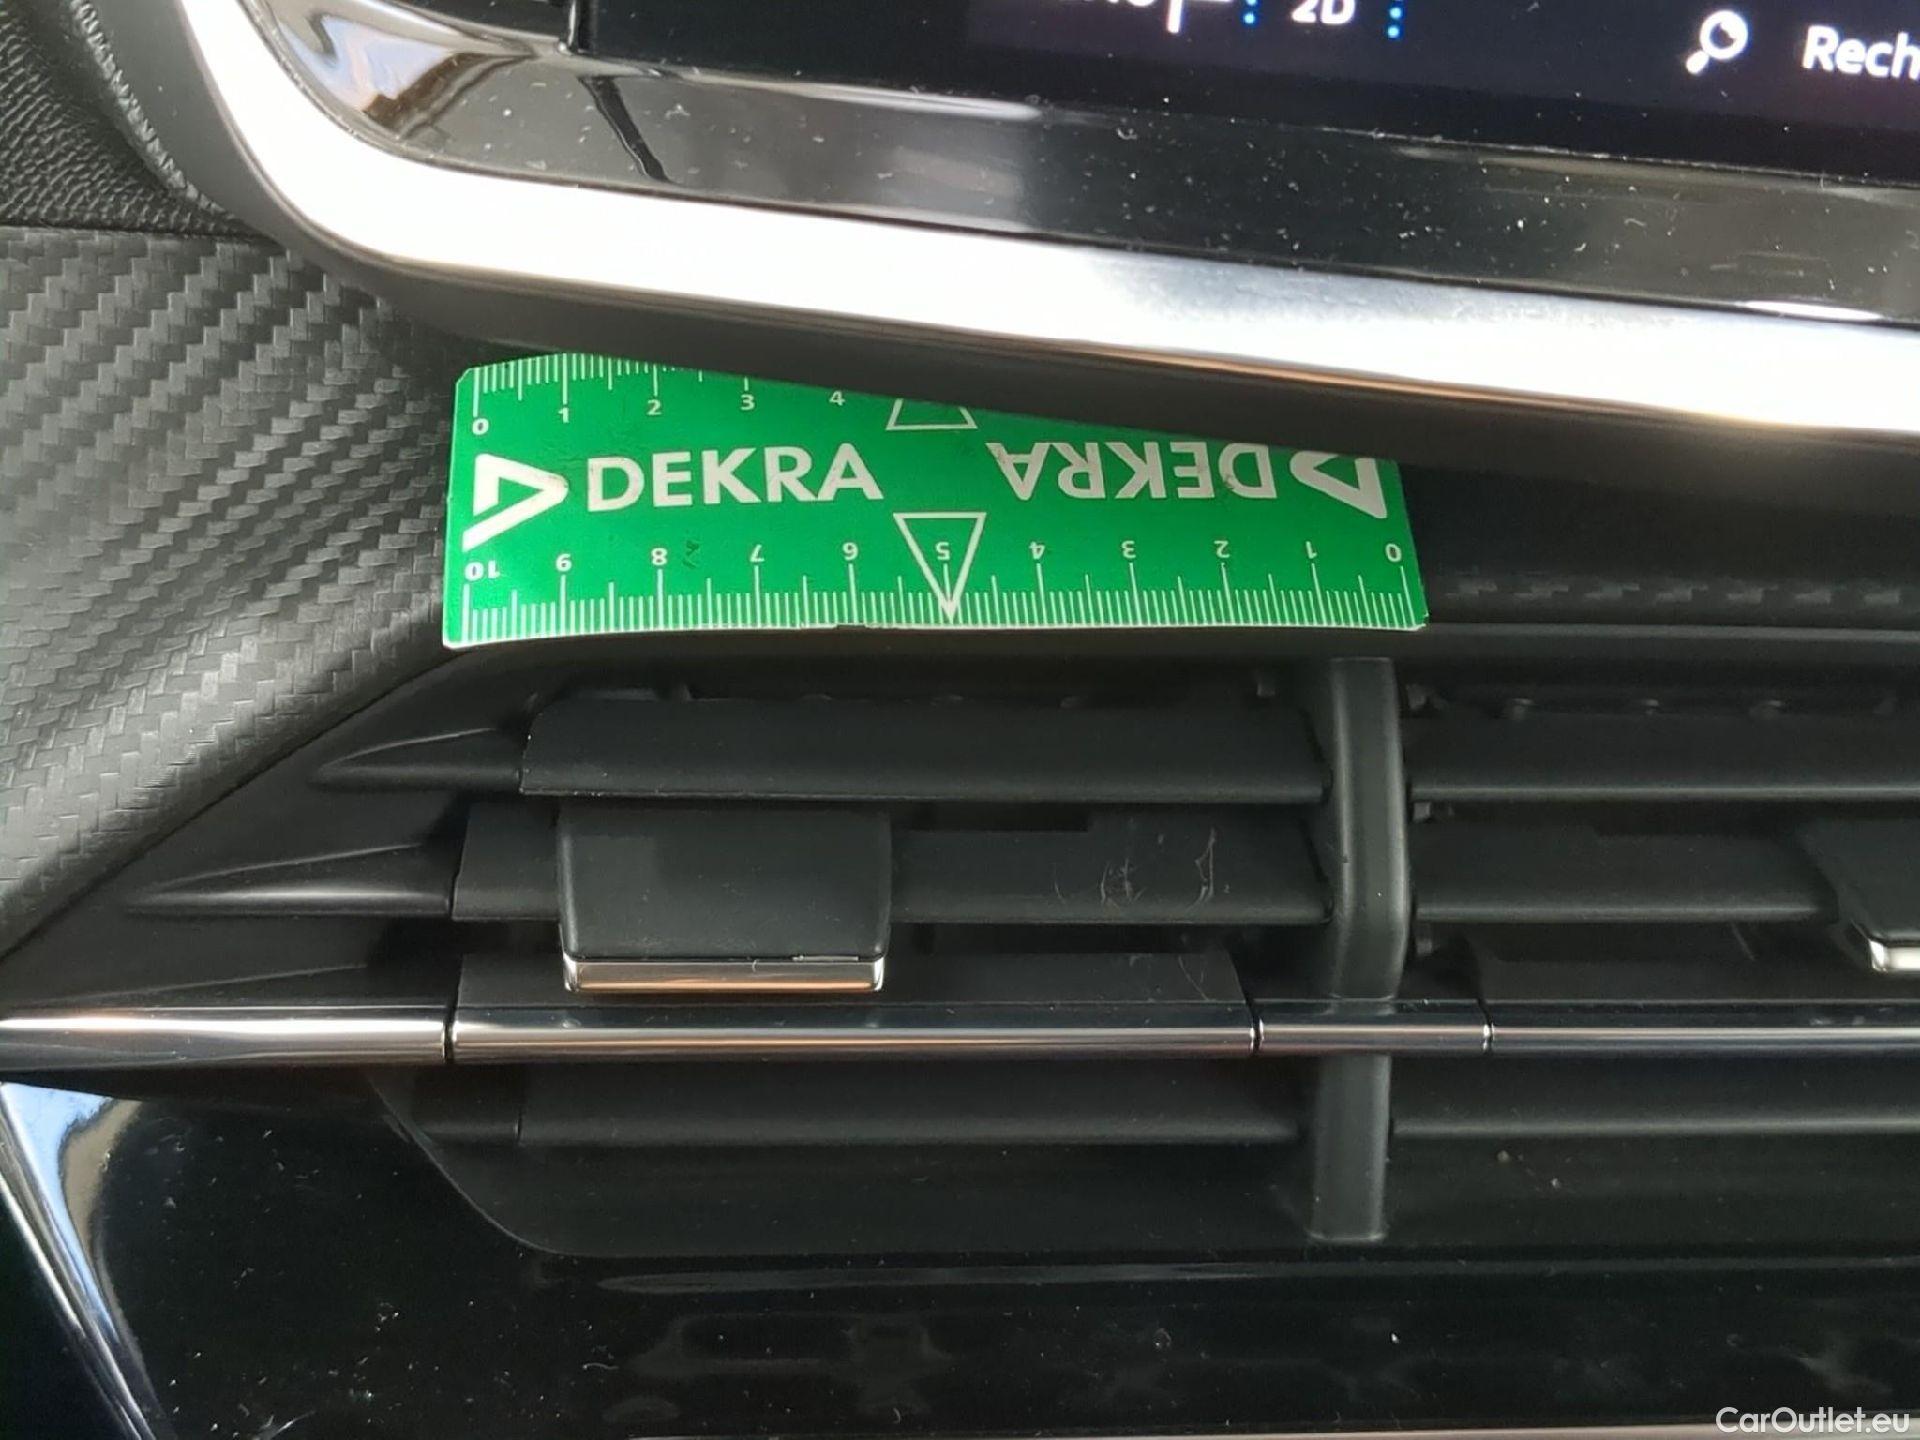 2D
Rech
0 1 2 3 4
DEKRA DEKRA
10 9 8 7 6 5 4 3 2 1 0
CarOutlet.eu